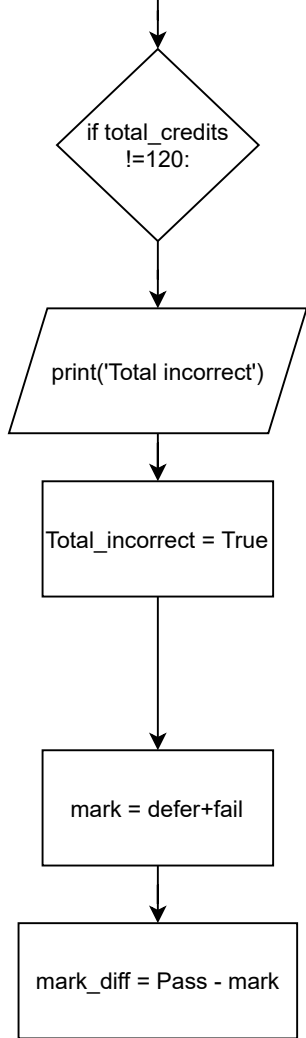 if total_credits
!=120:
print('Total incorrect')
Total_incorrect = True
mark = defer+fail
mark_diff = Pass - mark